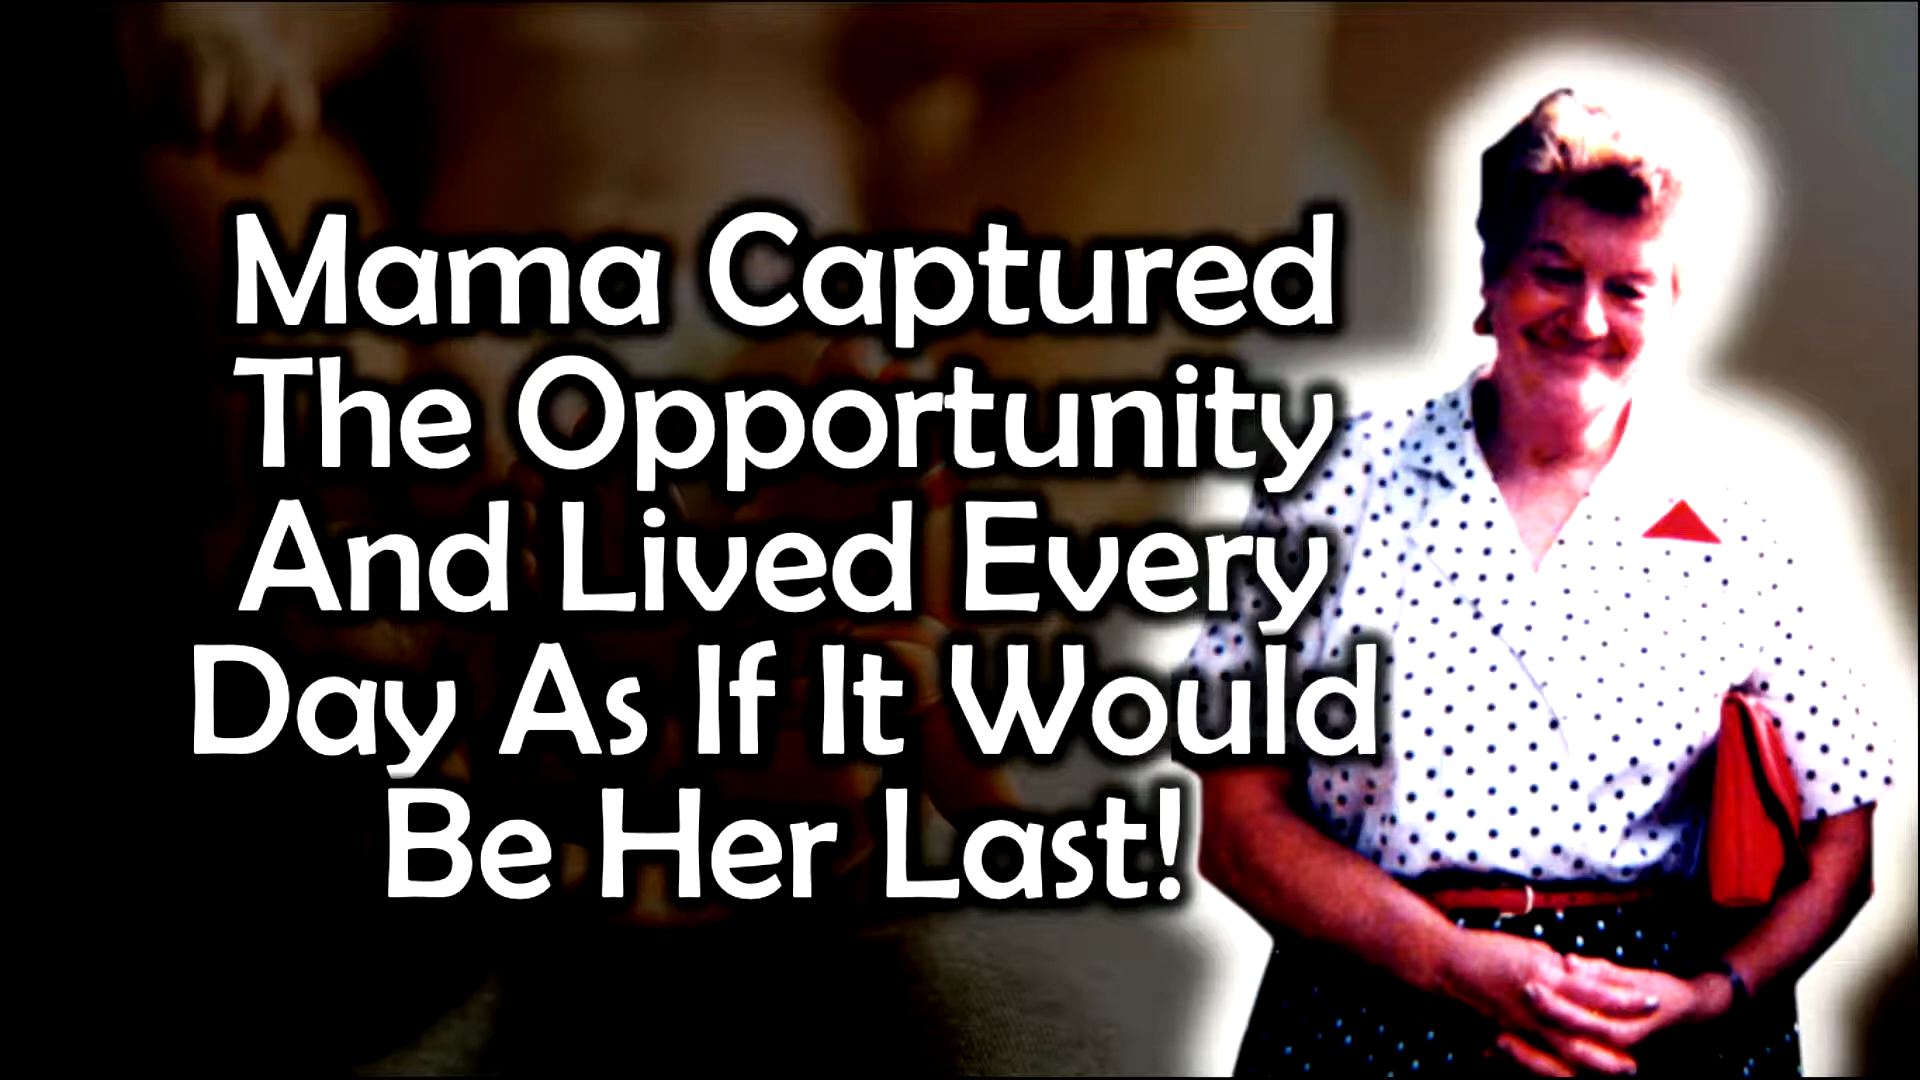 Mama Captured
The Opportunity
And Lived Every
Day As If It Would
Be Her Last!